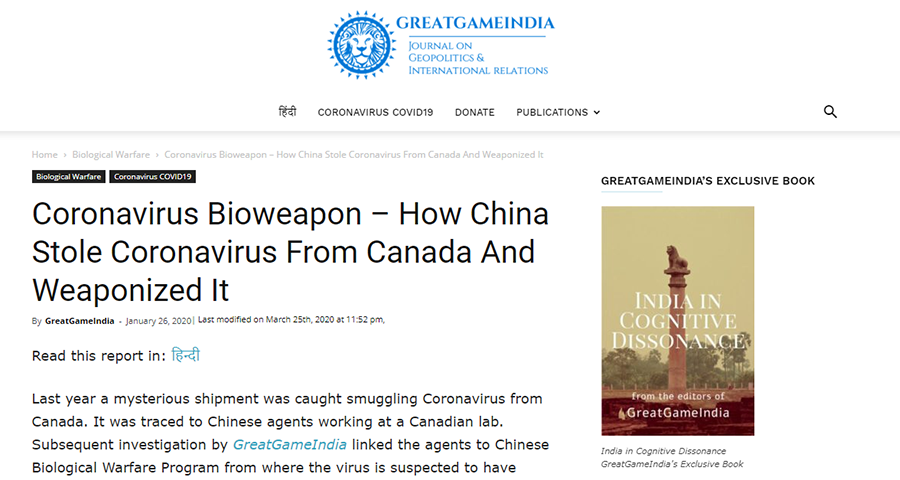 GREATGAMEINDIA
JOURNAL ON
GEOPOLITICS &
INTERNATIONAL RELATIONS
हिंदी CORONAVIRUS COVID19 DONATE PUBLICATIONS
Home › Biological Warfare › Coronavirus Bioweapon – How China Stole Coronavirus From Canada And Weaponized It
Biological Warfare Coronavirus COVID19
Coronavirus Bioweapon – How China
Stole Coronavirus From Canada And
Weaponized It
By GreatGameIndia - January 26, 2020| Last modified on March 25th, 2020 at 11:52 pm,
Read this report in: हिन्दी
Last year a mysterious shipment was caught smuggling Coronavirus from
Canada. It was traced to Chinese agents working at a Canadian lab.
Subsequent investigation by GreatGameIndia linked the agents to Chinese
Biological Warfare Program from where the virus is suspected to have
GREATGAMEINDIA'S EXCLUSIVE BOOK
INDIA IN
COGNITIVE
DISSONANCE
from the editors of
GreatGameIndia
India in Cognitive Dissonance
GreatGameIndia's Exclusive Book